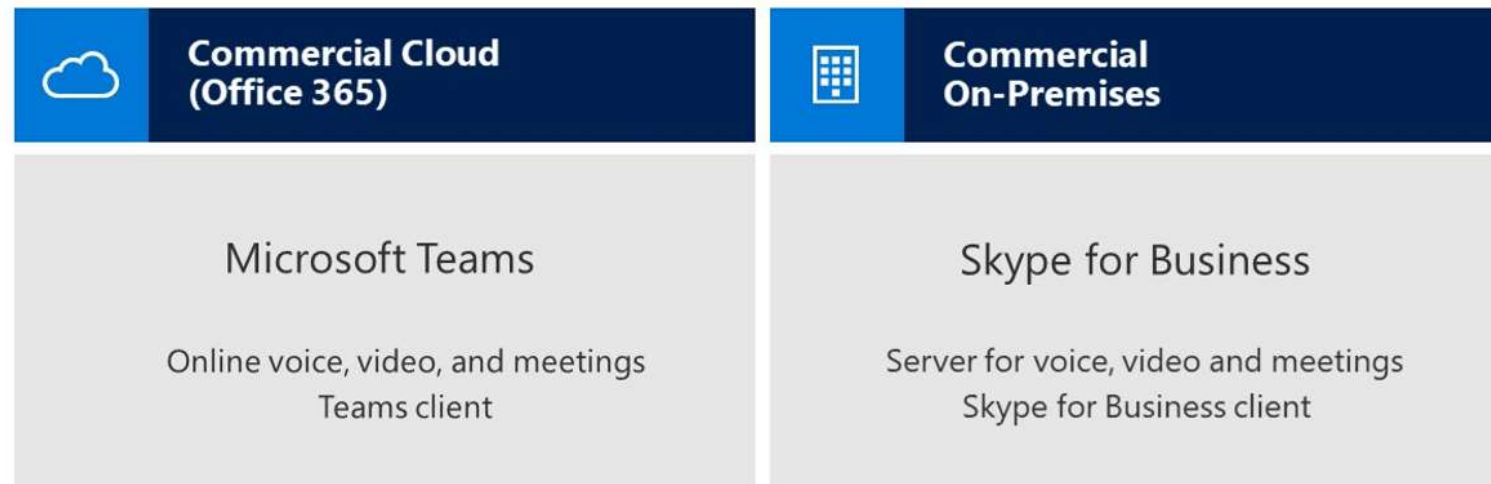 Commercial Cloud
(Office 365)
Microsoft Teams
Online voice, video, and meetings
Teams client
Commercial
On-Premises
Skype for Business
Server for voice, video and meetings
Skype for Business client